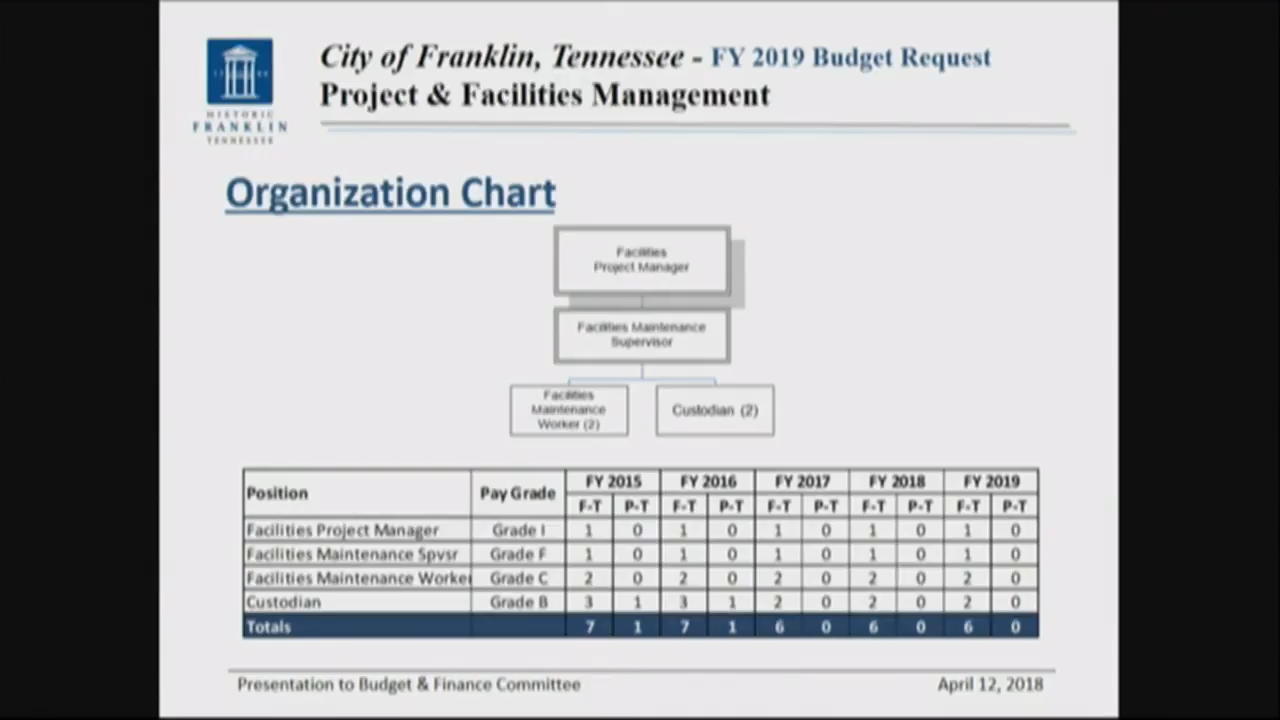 City of Franklin, Tennessee - FY 2019 Budget Request
Project & Facilities Management
HISTORIC
FRANKLIN
TENNESSEE
Organization Chart
Facilities
Project Manager
Facilities Maintenance
Supervisor
Facilities
Maintenance
Worker (2)
Custodian (2)
Position Pay Grade FY 2015 FY 2016 FY 2017 FY 2018 FY 2019
F-T P-T F-T P-T F-T P-T F-T P-T F-T P-T
Facilities Project Manager Grade I 1 0 1 0 1 0 1 0 1 0
Facilities Maintenance Spvsr Grade F 1 0 1 0 1 0 1 0 1 0
Facilities Maintenance Worker Grade C 2 0 2 0 2 0 2 0 2 0
Custodian Grade B 3 1 3 1 2 0 2 0 2 0
Totals 7 1 7 1 6 0 6 0 6 0
Presentation to Budget & Finance Committee April 12, 2018